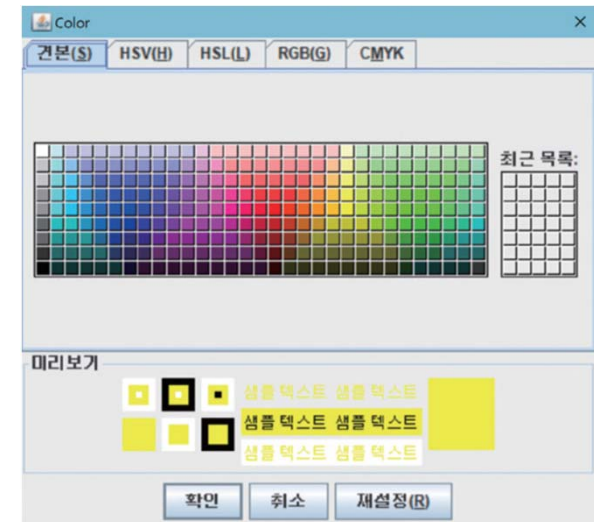 Color
견본(S) HSV(H) HSL(L) RGB(G) CMYK
최근 목록:
미리보기
샘플 텍스트 샘플 텍스트
샘플 텍스트 샘플 텍스트
샘플 텍스트 샘플 텍스트
확인 취소 재설정(R)